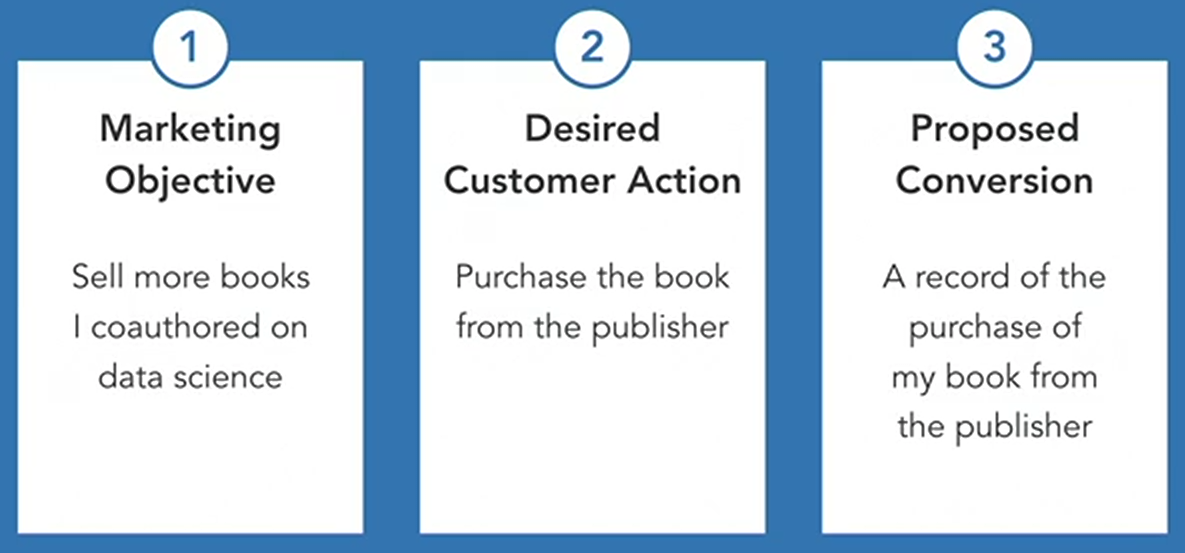 1
Marketing
Objective
Sell more books
I coauthored on
data science
2
Desired
Customer Action
Purchase the book
from the publisher
3
Proposed
Conversion
A record of the
purchase of
my book from
the publisher